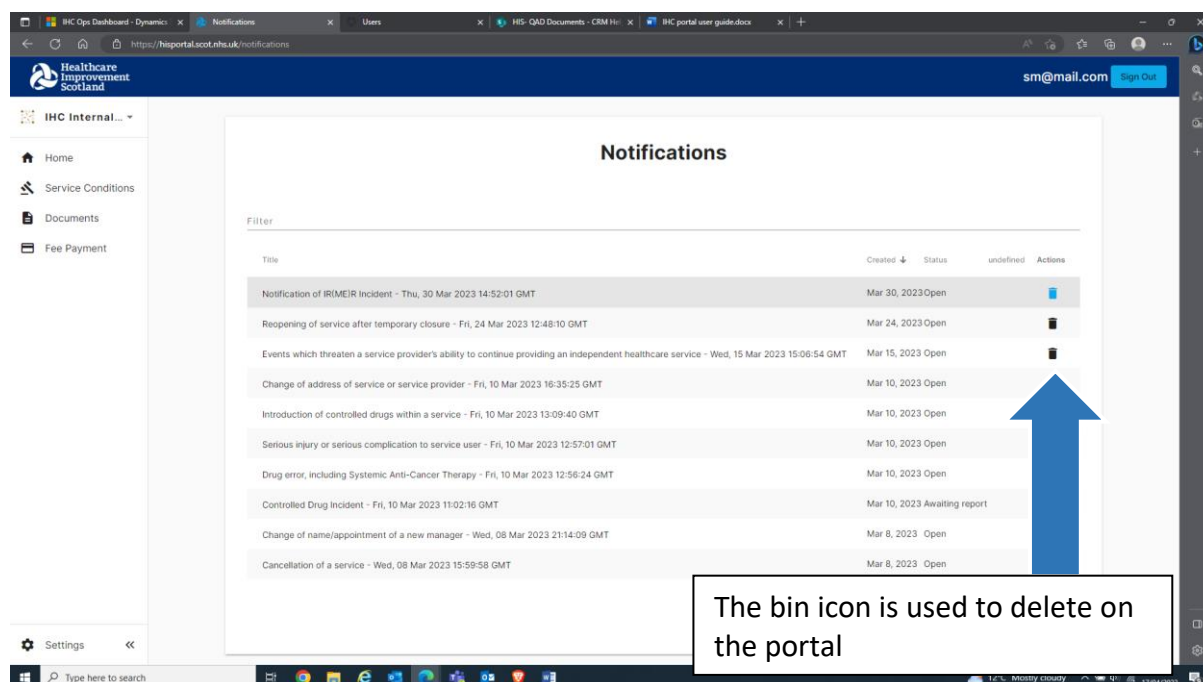 IHC Ops Dashboard - Dynamics
Notifications
Users
HIS- QAD Documents - CRM Hel
IHC portal user guide.docx
https://hisportal.scot.nhs.uk/notifications
Healthcare
Improvement
Scotland
sm@mail.com
Sign Out
IHC Internal...
Home
Service Conditions
Documents
Fee Payment
Notifications
Filter
Title Created Status undefined Actions
Notification of IR(ME)R Incident - Thu, 30 Mar 2023 14:52:01 GMT Mar 30, 2023 Open
Reopening of service after temporary closure - Fri, 24 Mar 2023 12:48:10 GMT Mar 24, 2023 Open
Events which threaten a service provider's ability to continue providing an independent healthcare service - Wed, 15 Mar 2023 15:06:54 GMT Mar 15, 2023 Open
Change of address of service or service provider - Fri, 10 Mar 2023 16:35:25 GMT Mar 10, 2023 Open
Introduction of controlled drugs within a service - Fri, 10 Mar 2023 13:09:40 GMT Mar 10, 2023 Open
Serious injury or serious complication to service user - Fri, 10 Mar 2023 12:57:01 GMT Mar 10, 2023 Open
Drug error, including Systemic Anti-Cancer Therapy - Fri, 10 Mar 2023 12:56:24 GMT Mar 10, 2023 Open
Controlled Drug Incident - Fri, 10 Mar 2023 11:02:16 GMT Mar 10, 2023 Awaiting report
Change of name/appointment of a new manager - Wed, 08 Mar 2023 21:14:09 GMT Mar 8, 2023 Open
Cancellation of a service - Wed, 08 Mar 2023 15:59:58 GMT Mar 8, 2023 Open
The bin icon is used to delete on
the portal
Settings
Type here to search
12°C Mostly cloudy